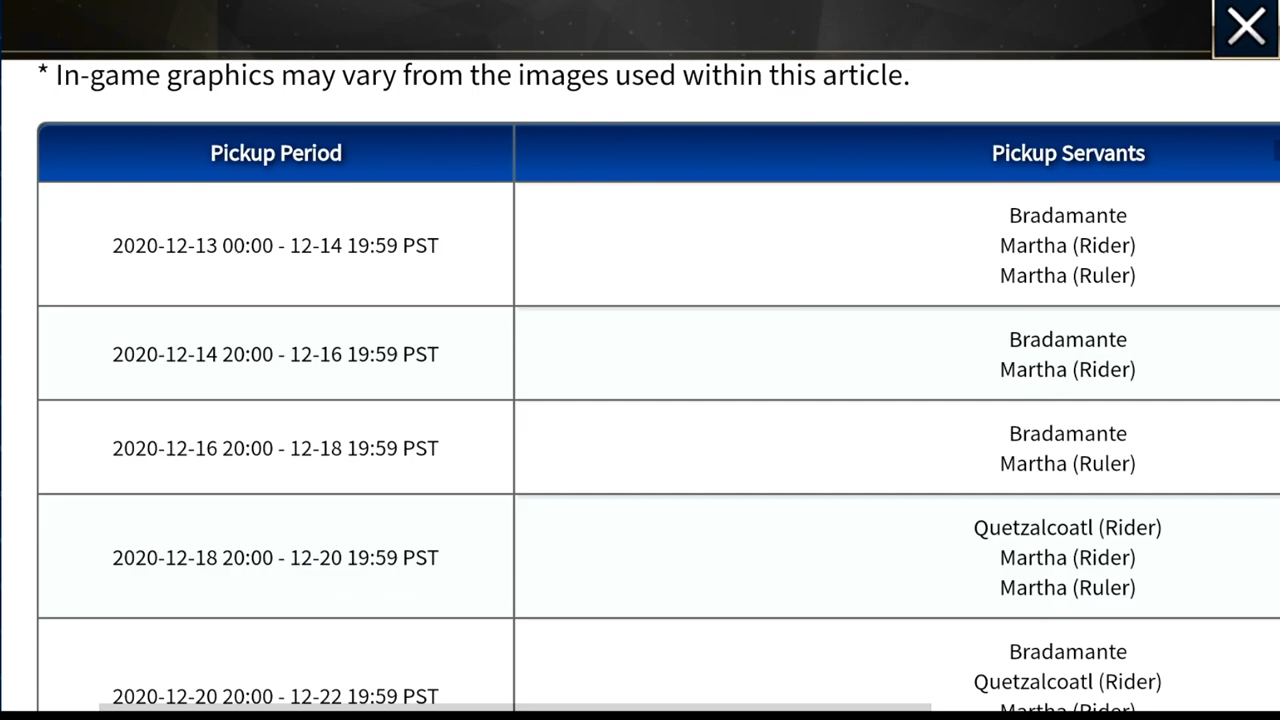 * In-game graphics may vary from the images used within this article.
Pickup Period
Pickup Servants
2020-12-13 00:00 - 12-14 19:59 PST
Bradamante
Martha (Rider)
Martha (Ruler)
2020-12-14 20:00 - 12-16 19:59 PST
Bradamante
Martha (Rider)
2020-12-16 20:00 - 12-18 19:59 PST
Bradamante
Martha (Ruler)
2020-12-18 20:00 - 12-20 19:59 PST
Quetzalcoatl (Rider)
Martha (Rider)
Martha (Ruler)
2020-12-20 20:00 - 12-22 19:59 PST
Bradamante
Quetzalcoatl (Rider)
Martha